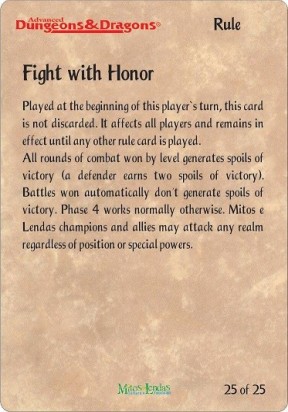 Advanced
Dungeons&Dragons® Rule
Fight with Honor
Played at the beginning of this player`s turn, this card
is not discarded. It affects all players and remains in
effect until any other rule card is played.
All rounds of combat won by level generates spoils of
victory (a defender earns two spoils of victory).
Battles won automatically don´t generate spoils of
victory. Phase 4 works normally otherwise. Mitos e
Lendas champions and allies may attack any realm
regardless of position or special powers.
Mitos e Lendas
25 of 25